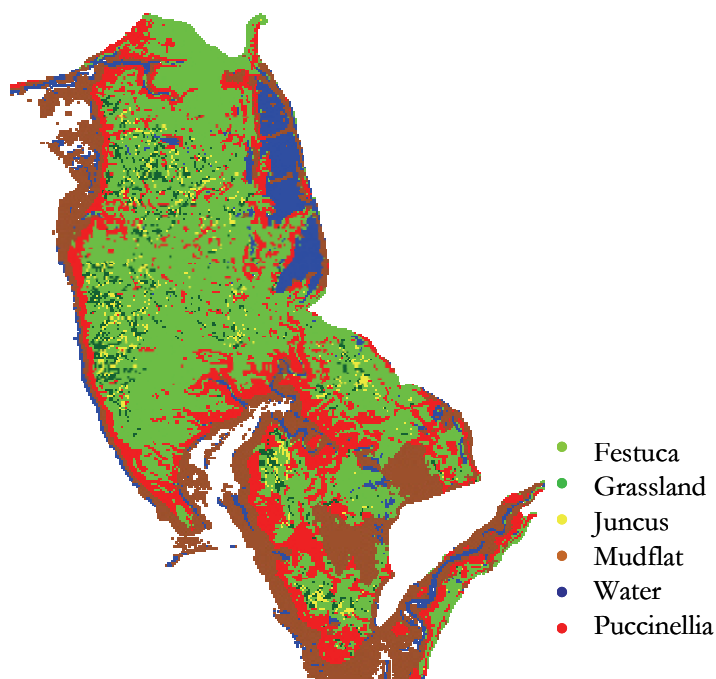 Festuca
Grassland
Juncus
Mudflat
Water
Puccinellia